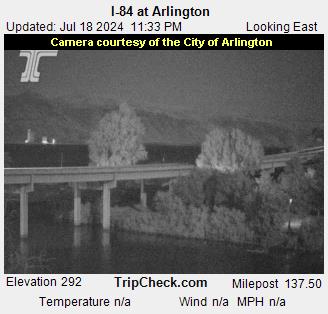 I-84 at Arlington
Updated: Jul 18 2024 11:33 PM Looking East
Camera courtesy of the City of Arlington
Elevation 292 TripCheck.com Milepost 137.50
Temperature n/a Wind n/a MPH n/a